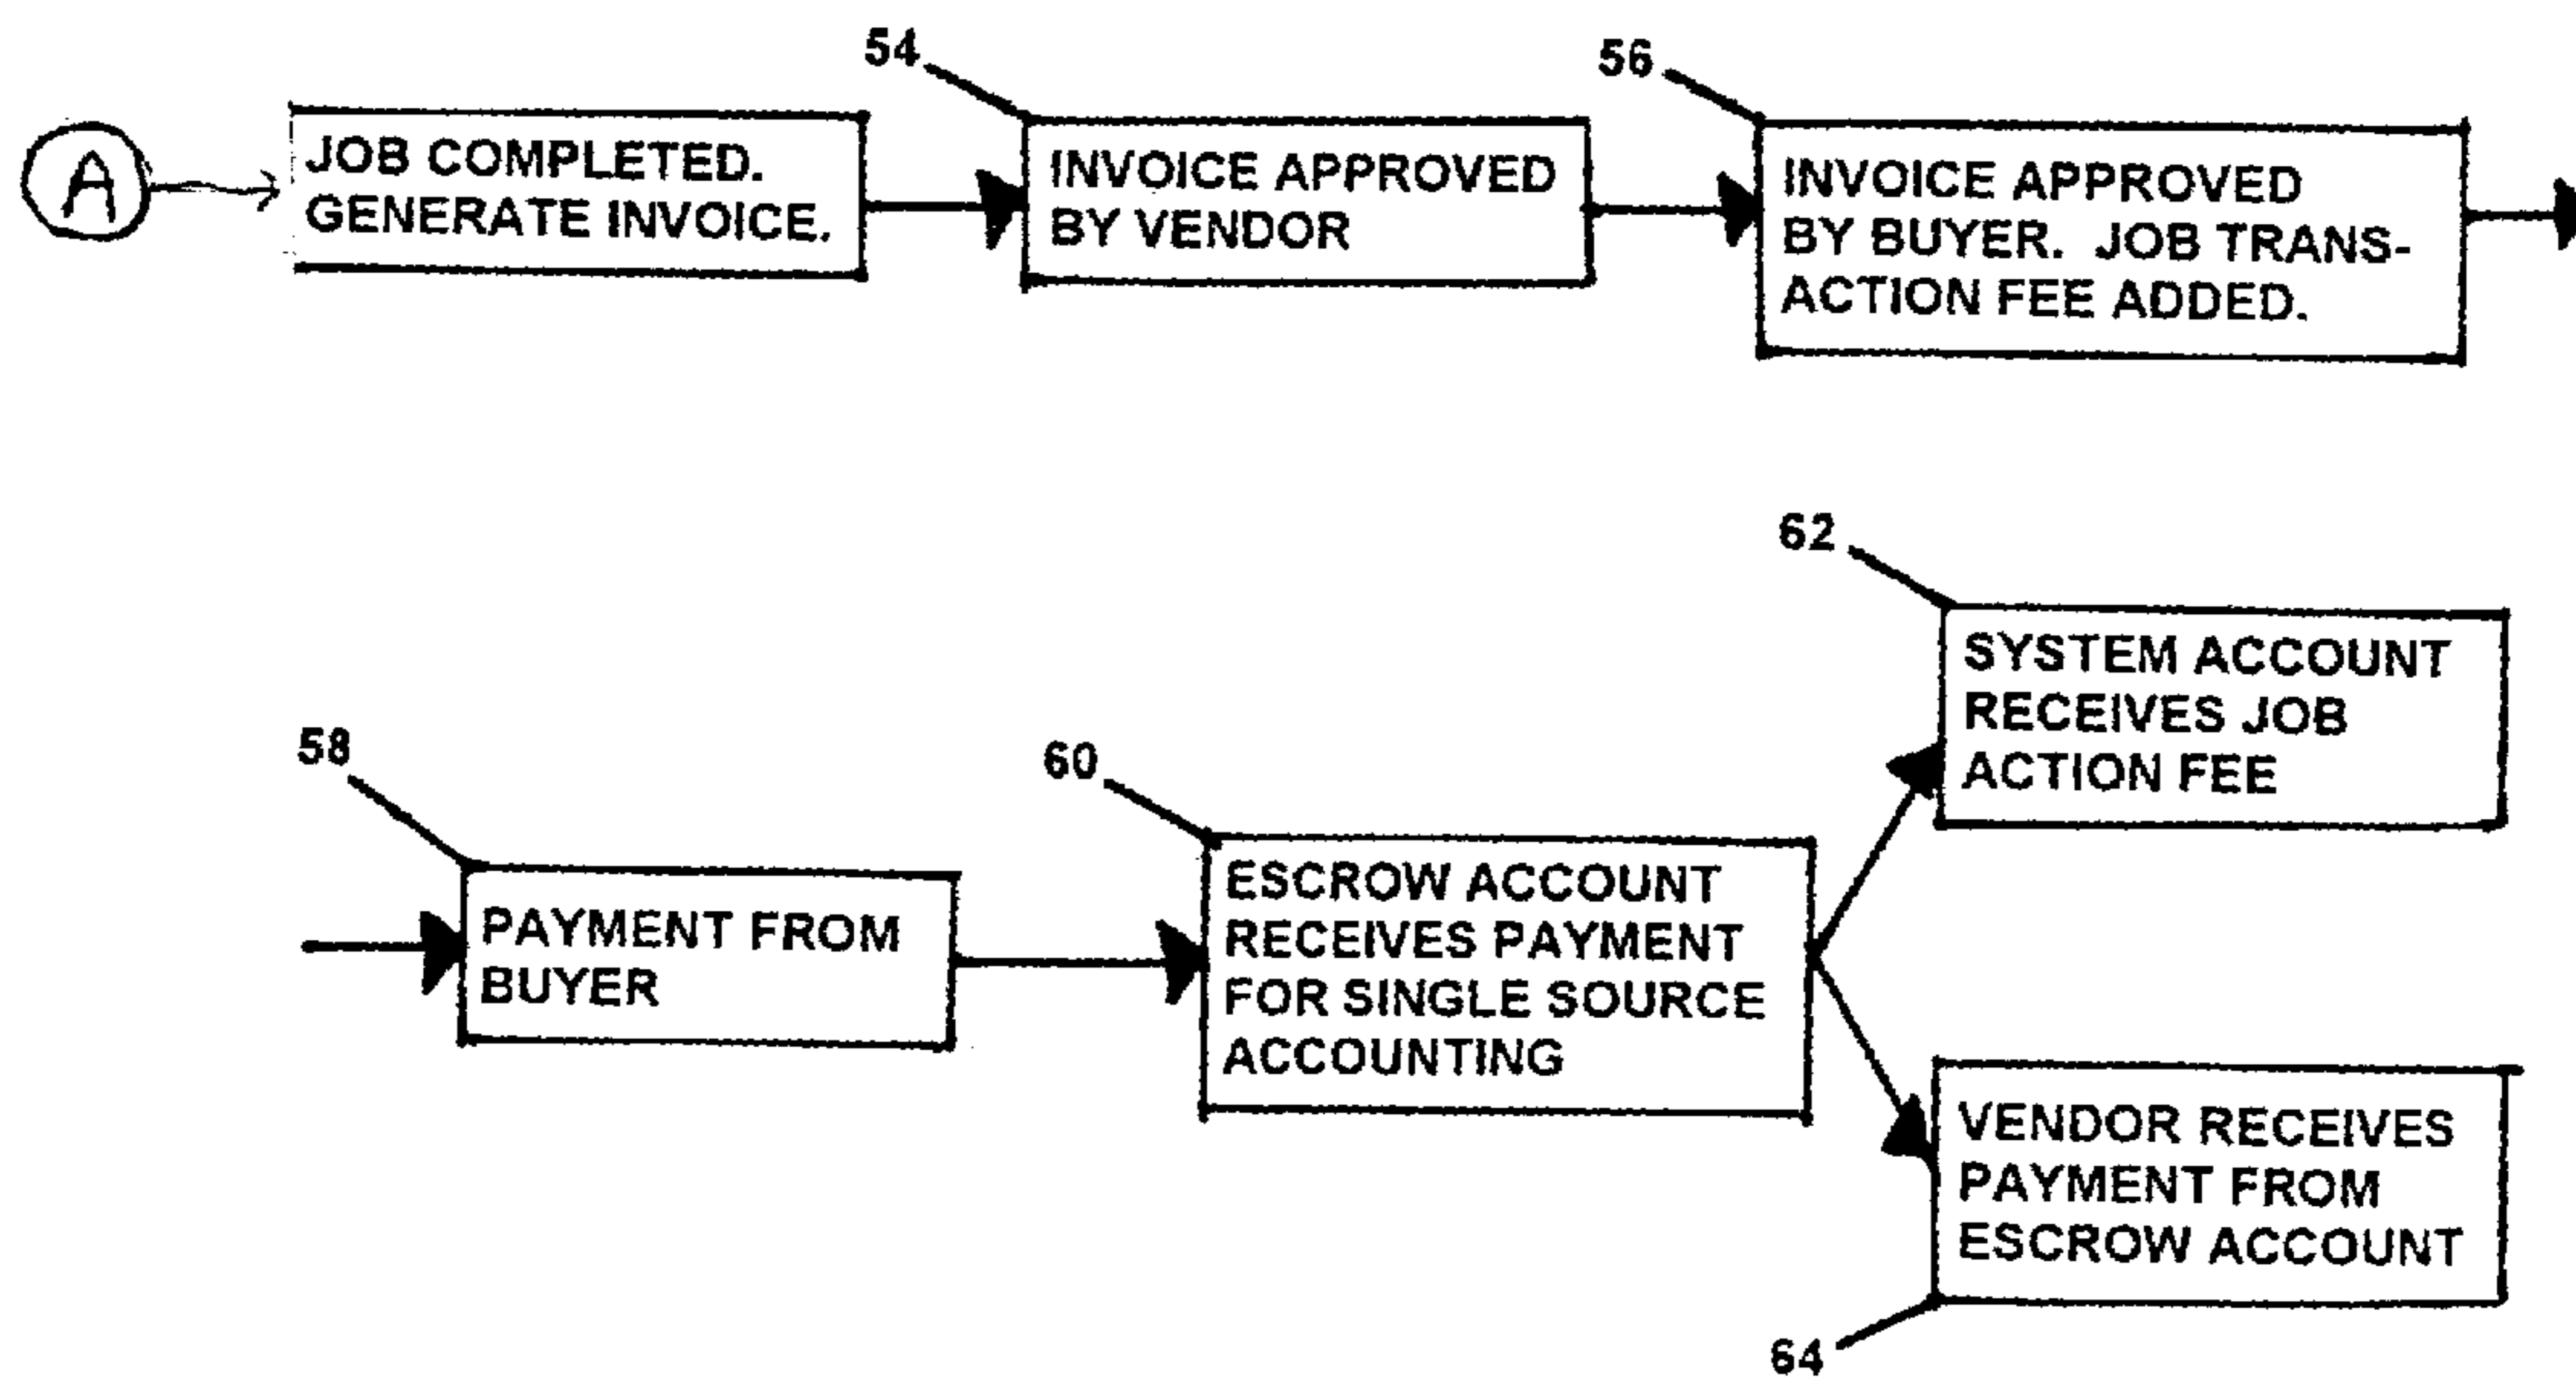 54
56
A
JOB COMPLETED.
GENERATE INVOICE.
INVOICE APPROVED
BY VENDOR
INVOICE APPROVED
BY BUYER. JOB TRANS-
ACTION FEE ADDED.
58
PAYMENT FROM
BUYER
60
ESCROW ACCOUNT
RECEIVES PAYMENT
FOR SINGLE SOURCE
ACCOUNTING
62
SYSTEM ACCOUNT
RECEIVES JOB
ACTION FEE
VENDOR RECEIVES
PAYMENT FROM
ESCROW ACCOUNT
64